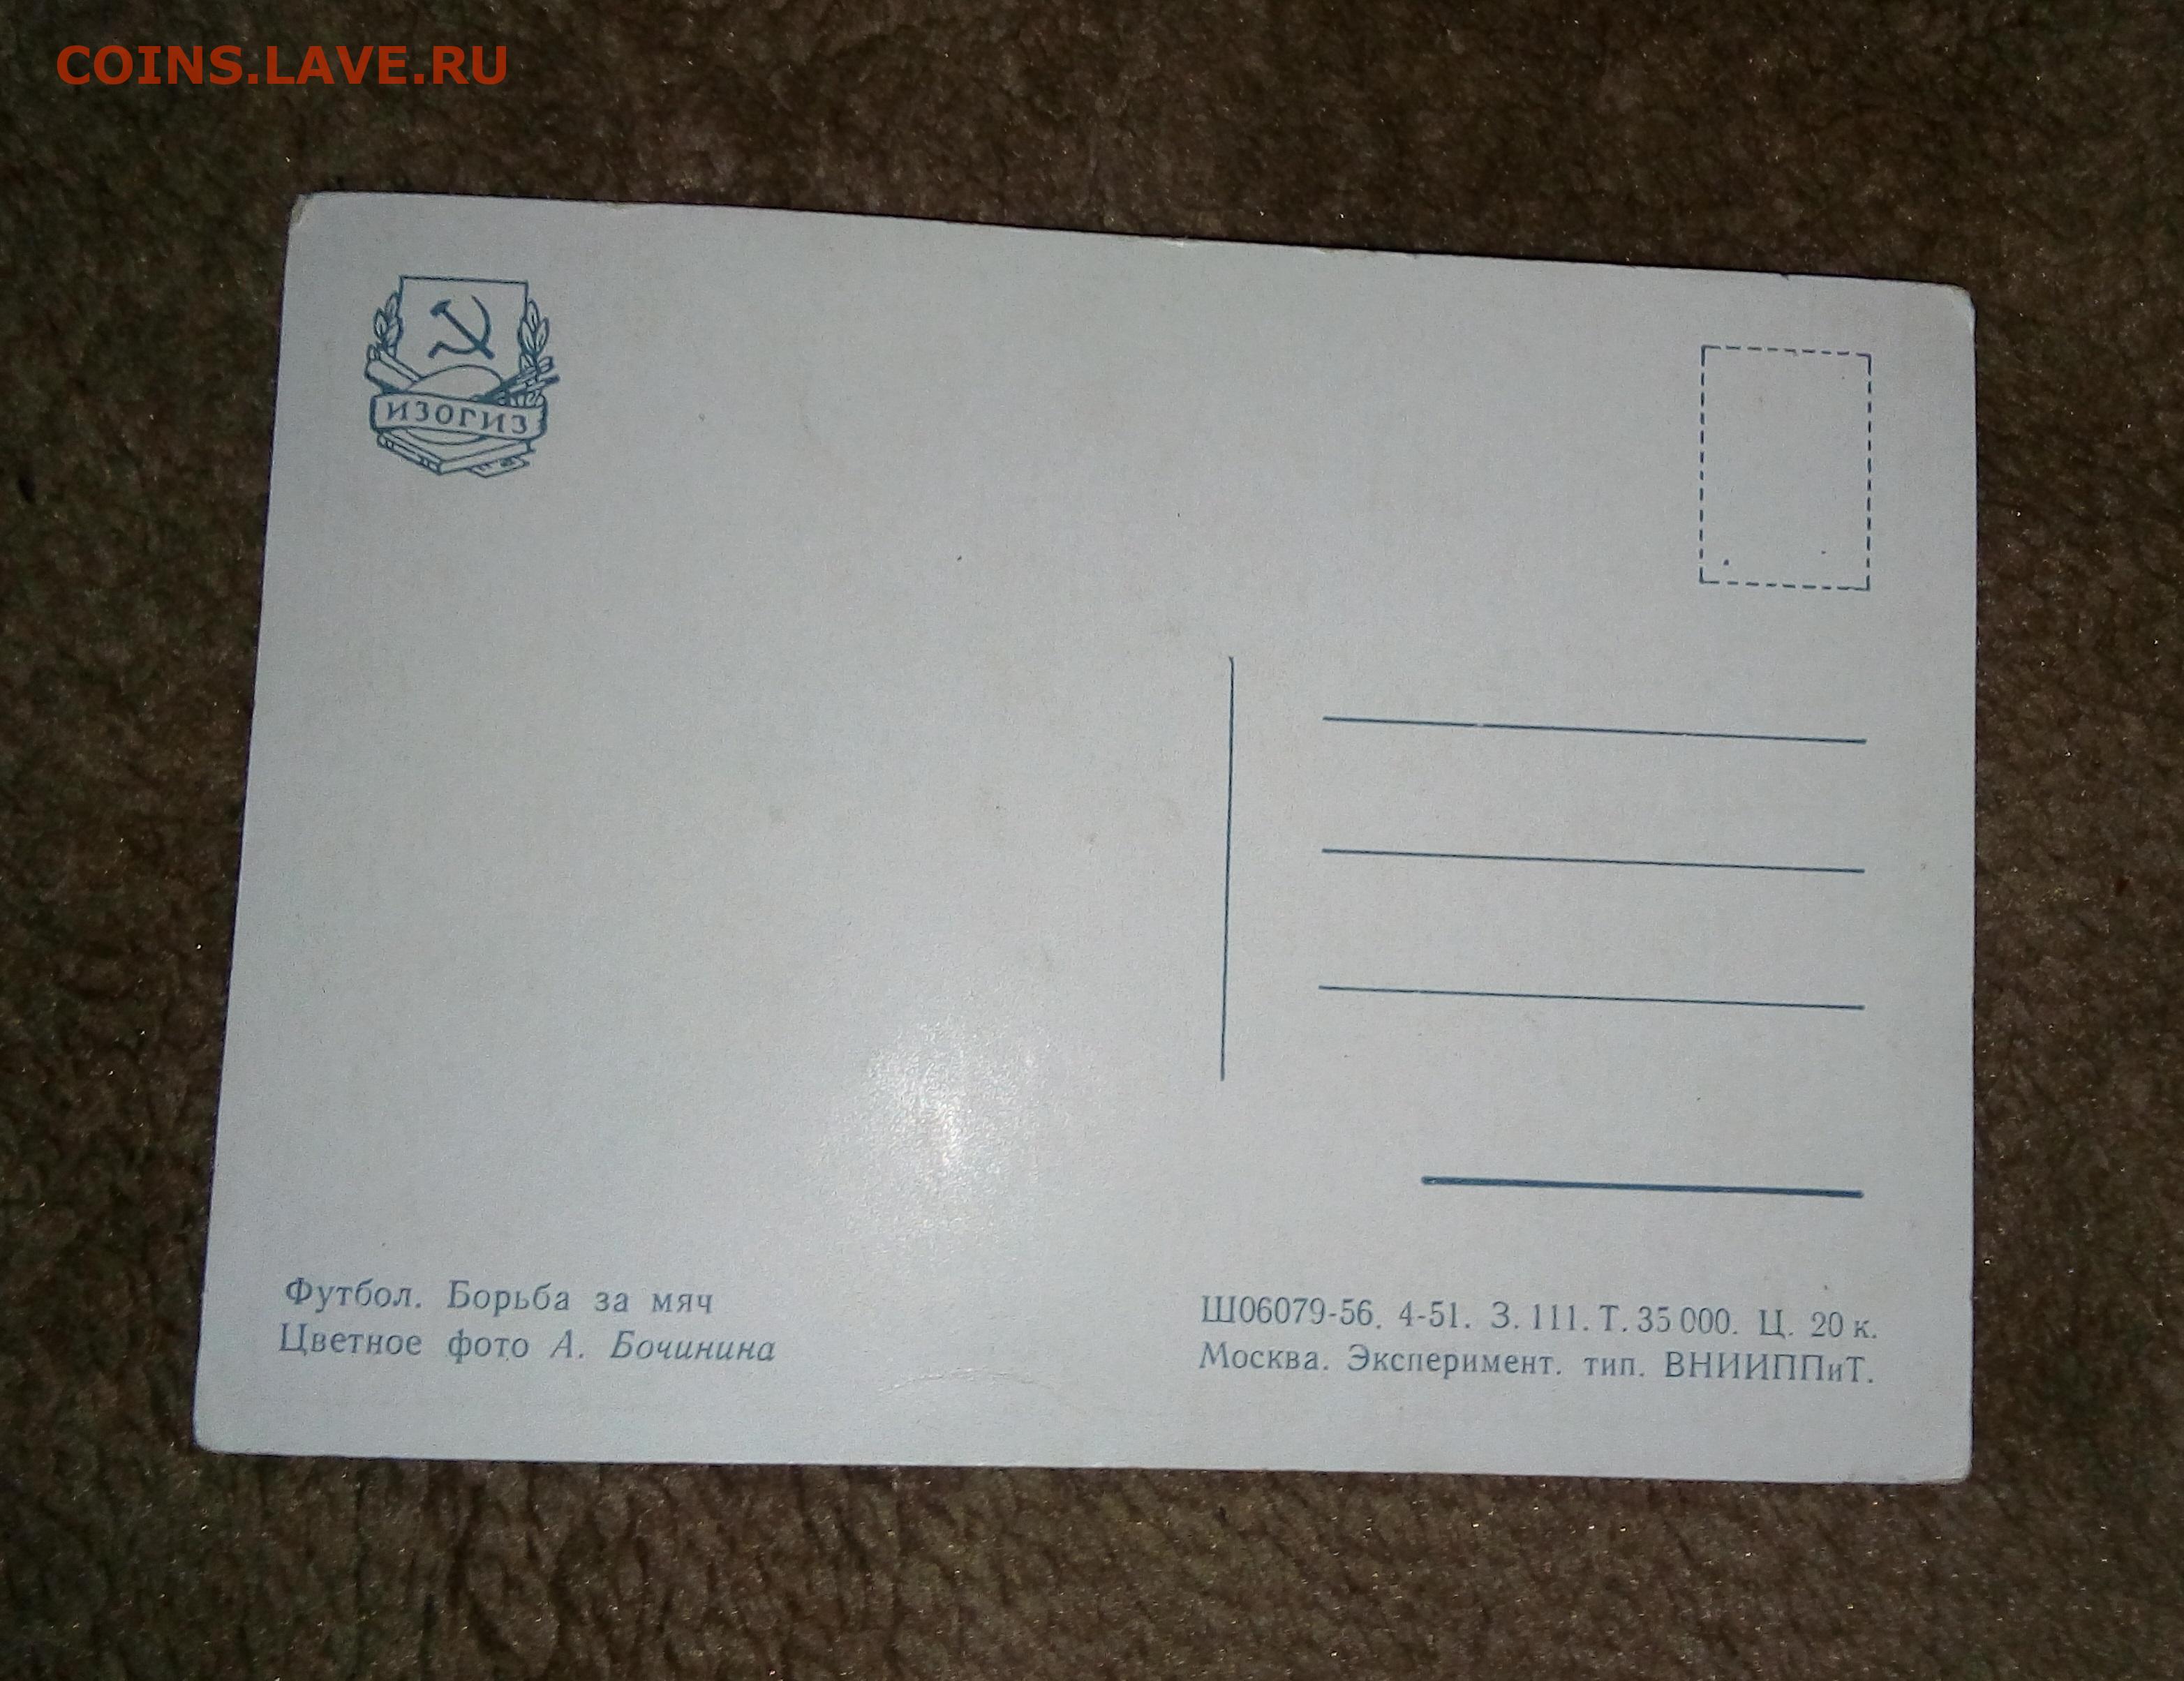 COINS.LAVE.RU
ИЗОГИЗ
Футбол. Борьба за мяч
Цветное фото А. Бочинина
Ш06079-56. 4-51. З. 111. Т. 35 000. Ц. 20 к.
Москва. Эксперимент. тип. ВНИИППиТ.